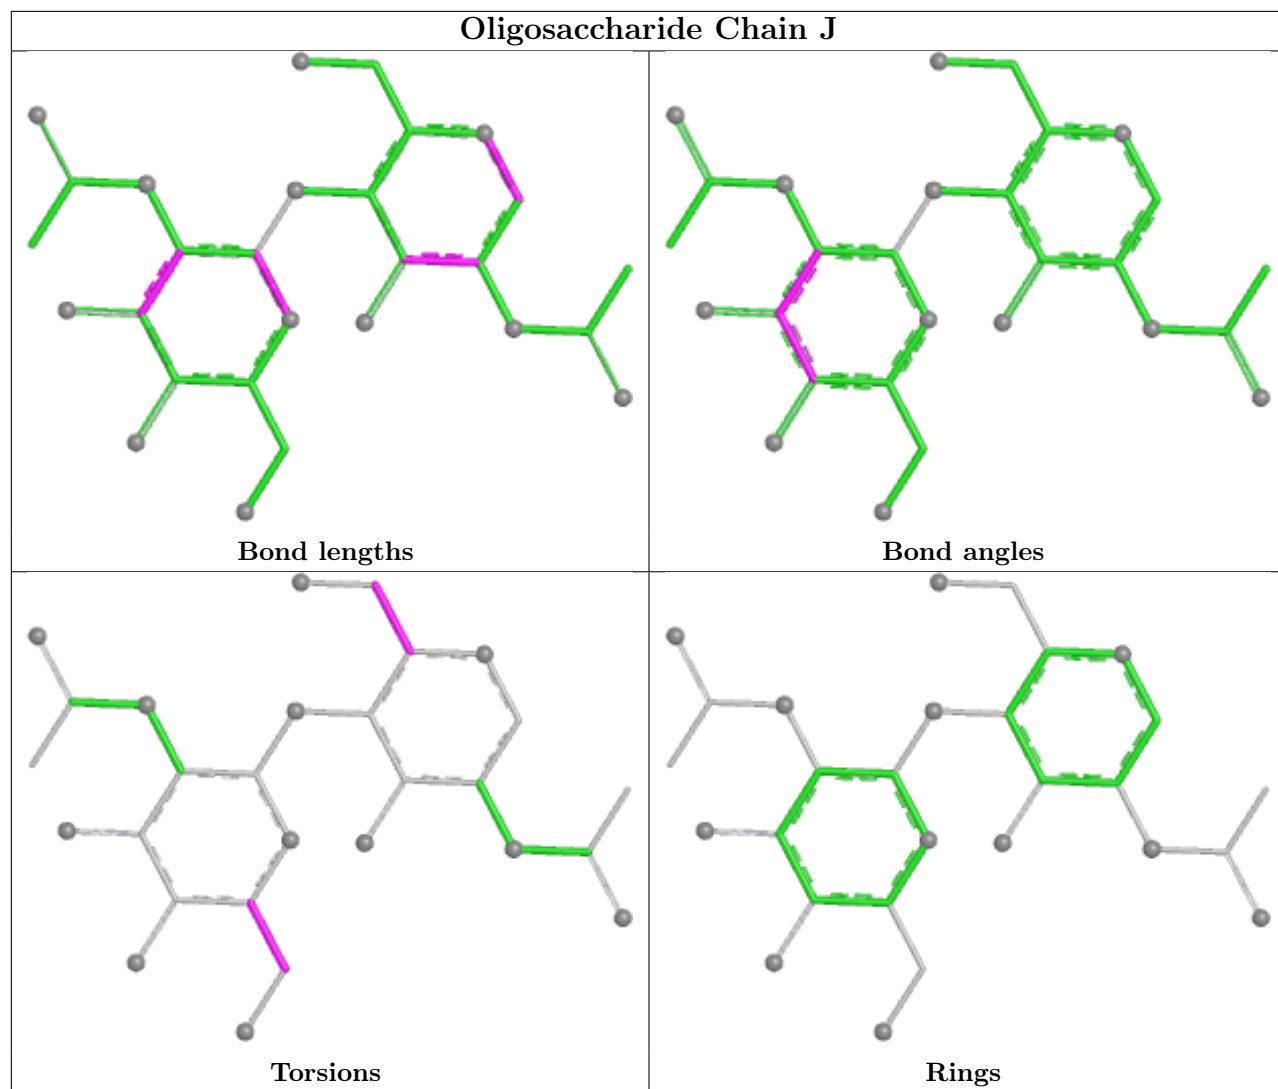 Oligosaccharide Chain J
Bond lengths
Bond angles
Torsions
Rings